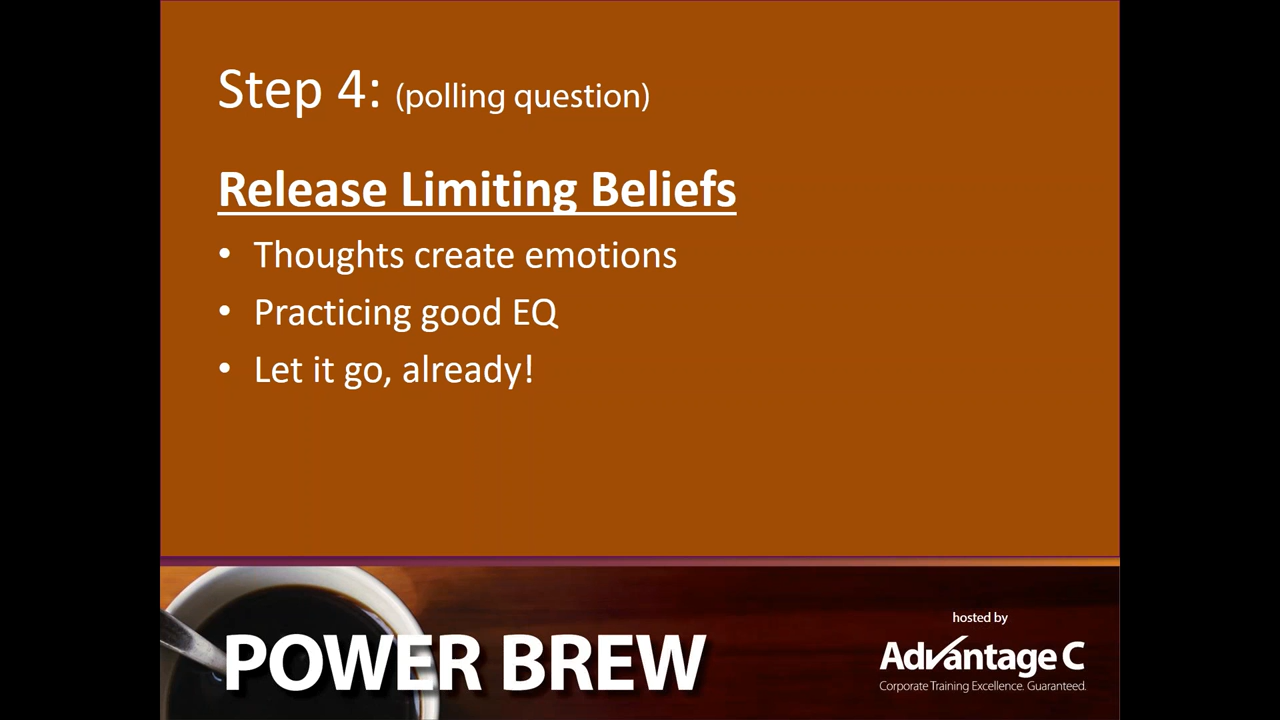 Step 4: (polling question)
Release Limiting Beliefs
• Thoughts create emotions
• Practicing good EQ
• Let it go, already!
hosted by
POWER BREW
Advantage C
Corporate Training Excellence. Guaranteed.